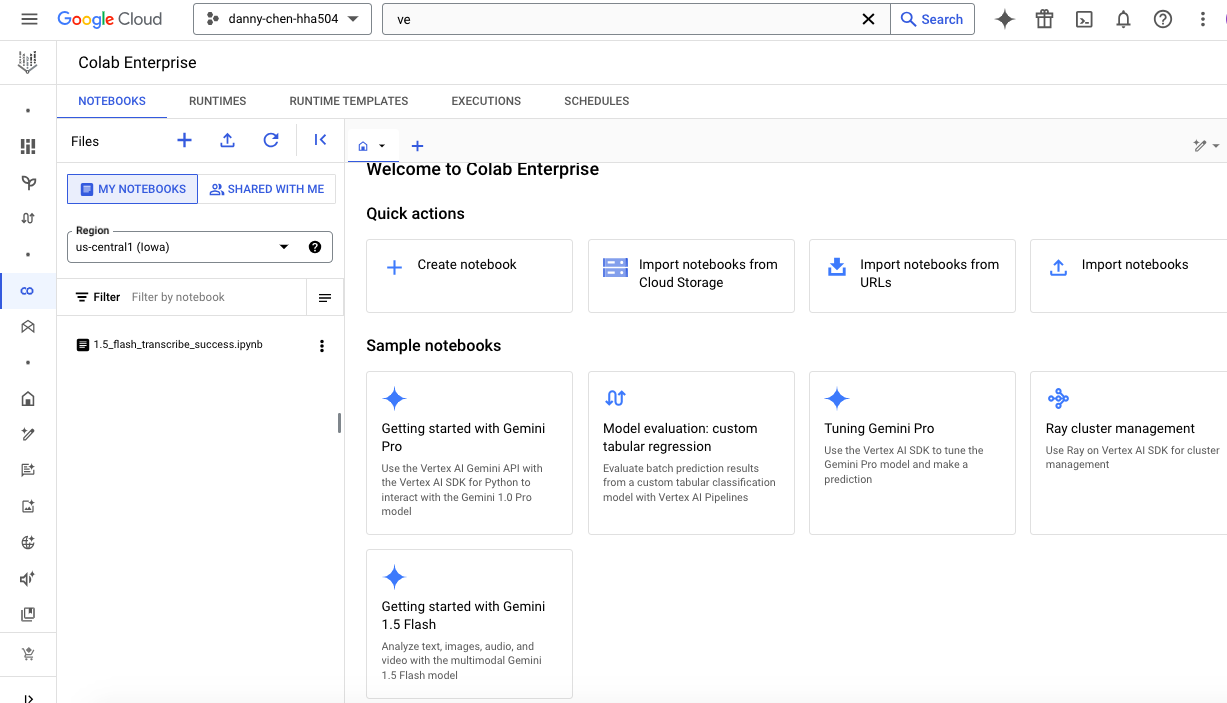 Google Cloud
danny-chen-hha504
ve
Search
Colab Enterprise
NOTEBOOKS
RUNTIMES
RUNTIME TEMPLATES
EXECUTIONS
SCHEDULES
Files
MY NOTEBOOKS
SHARED WITH ME
Region
us-central1 (Iowa)
Filter
Filter by notebook
1.5_flash_transcribe_success.ipynb
Welcome to Colab Enterprise
Quick actions
Create notebook
Import notebooks from
Cloud Storage
Import notebooks from
URLs
Import notebooks
Sample notebooks
Getting started with Gemini
Pro
Use the Vertex AI Gemini API with
the Vertex AI SDK for Python to
interact with the Gemini 1.0 Pro
model
Model evaluation: custom
tabular regression
Evaluate batch prediction results
from a custom tabular classification
model with Vertex AI Pipelines
Tuning Gemini Pro
Use the Vertex AI SDK to tune the
Gemini Pro model and make a
prediction
Ray cluster management
Use Ray on Vertex AI SDK for cluster
management
Getting started with Gemini
1.5 Flash
Analyze text, images, audio, and
video with the multimodal Gemini
1.5 Flash model